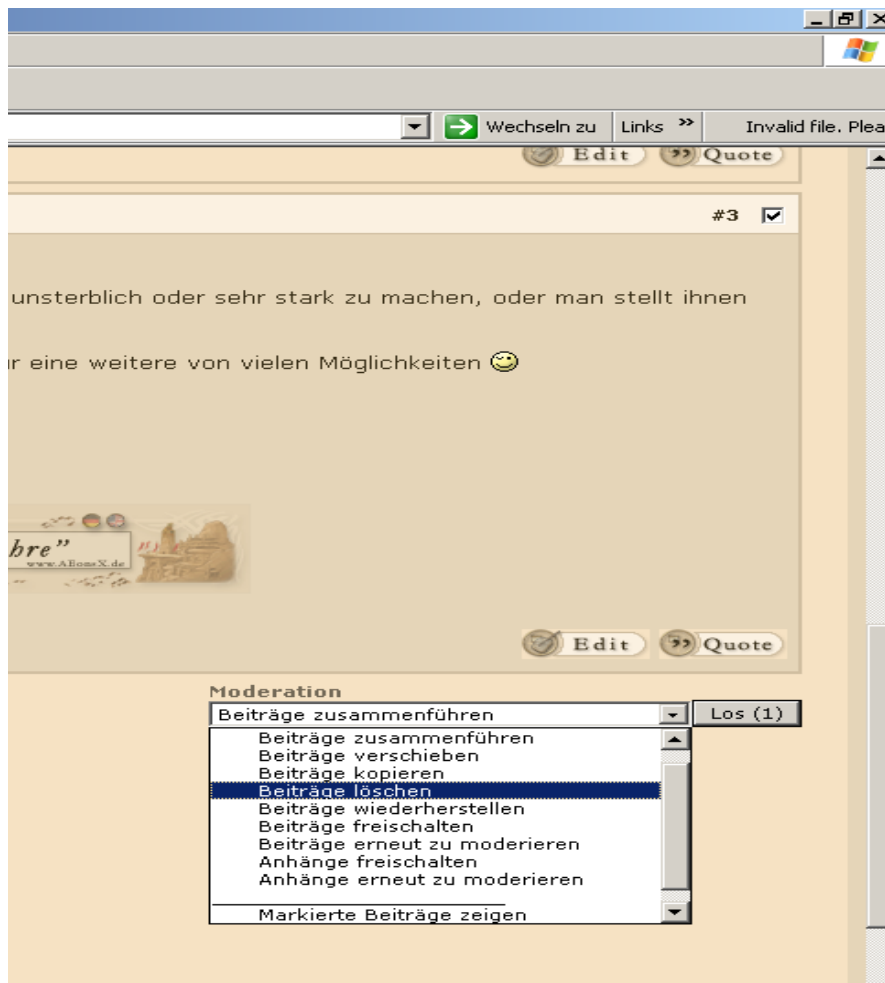 Wechseln zu Links » Invalid file. Plea
Edit Quote
#3
unsterblich oder sehr stark zu machen, oder man stellt ihnen
eine weitere von vielen Möglichkeiten
hre”
www.ABomsX.de
Edit Quote
Moderation
Beiträge zusammenführen Los (1)
Beiträge zusammenführen
Beiträge verschieben
Beiträge kopieren
Beiträge löschen
Beiträge wiederherstellen
Beiträge freischalten
Beiträge erneut zu moderieren
Anhänge freischalten
Anhänge erneut zu moderieren
Markierte Beiträge zeigen